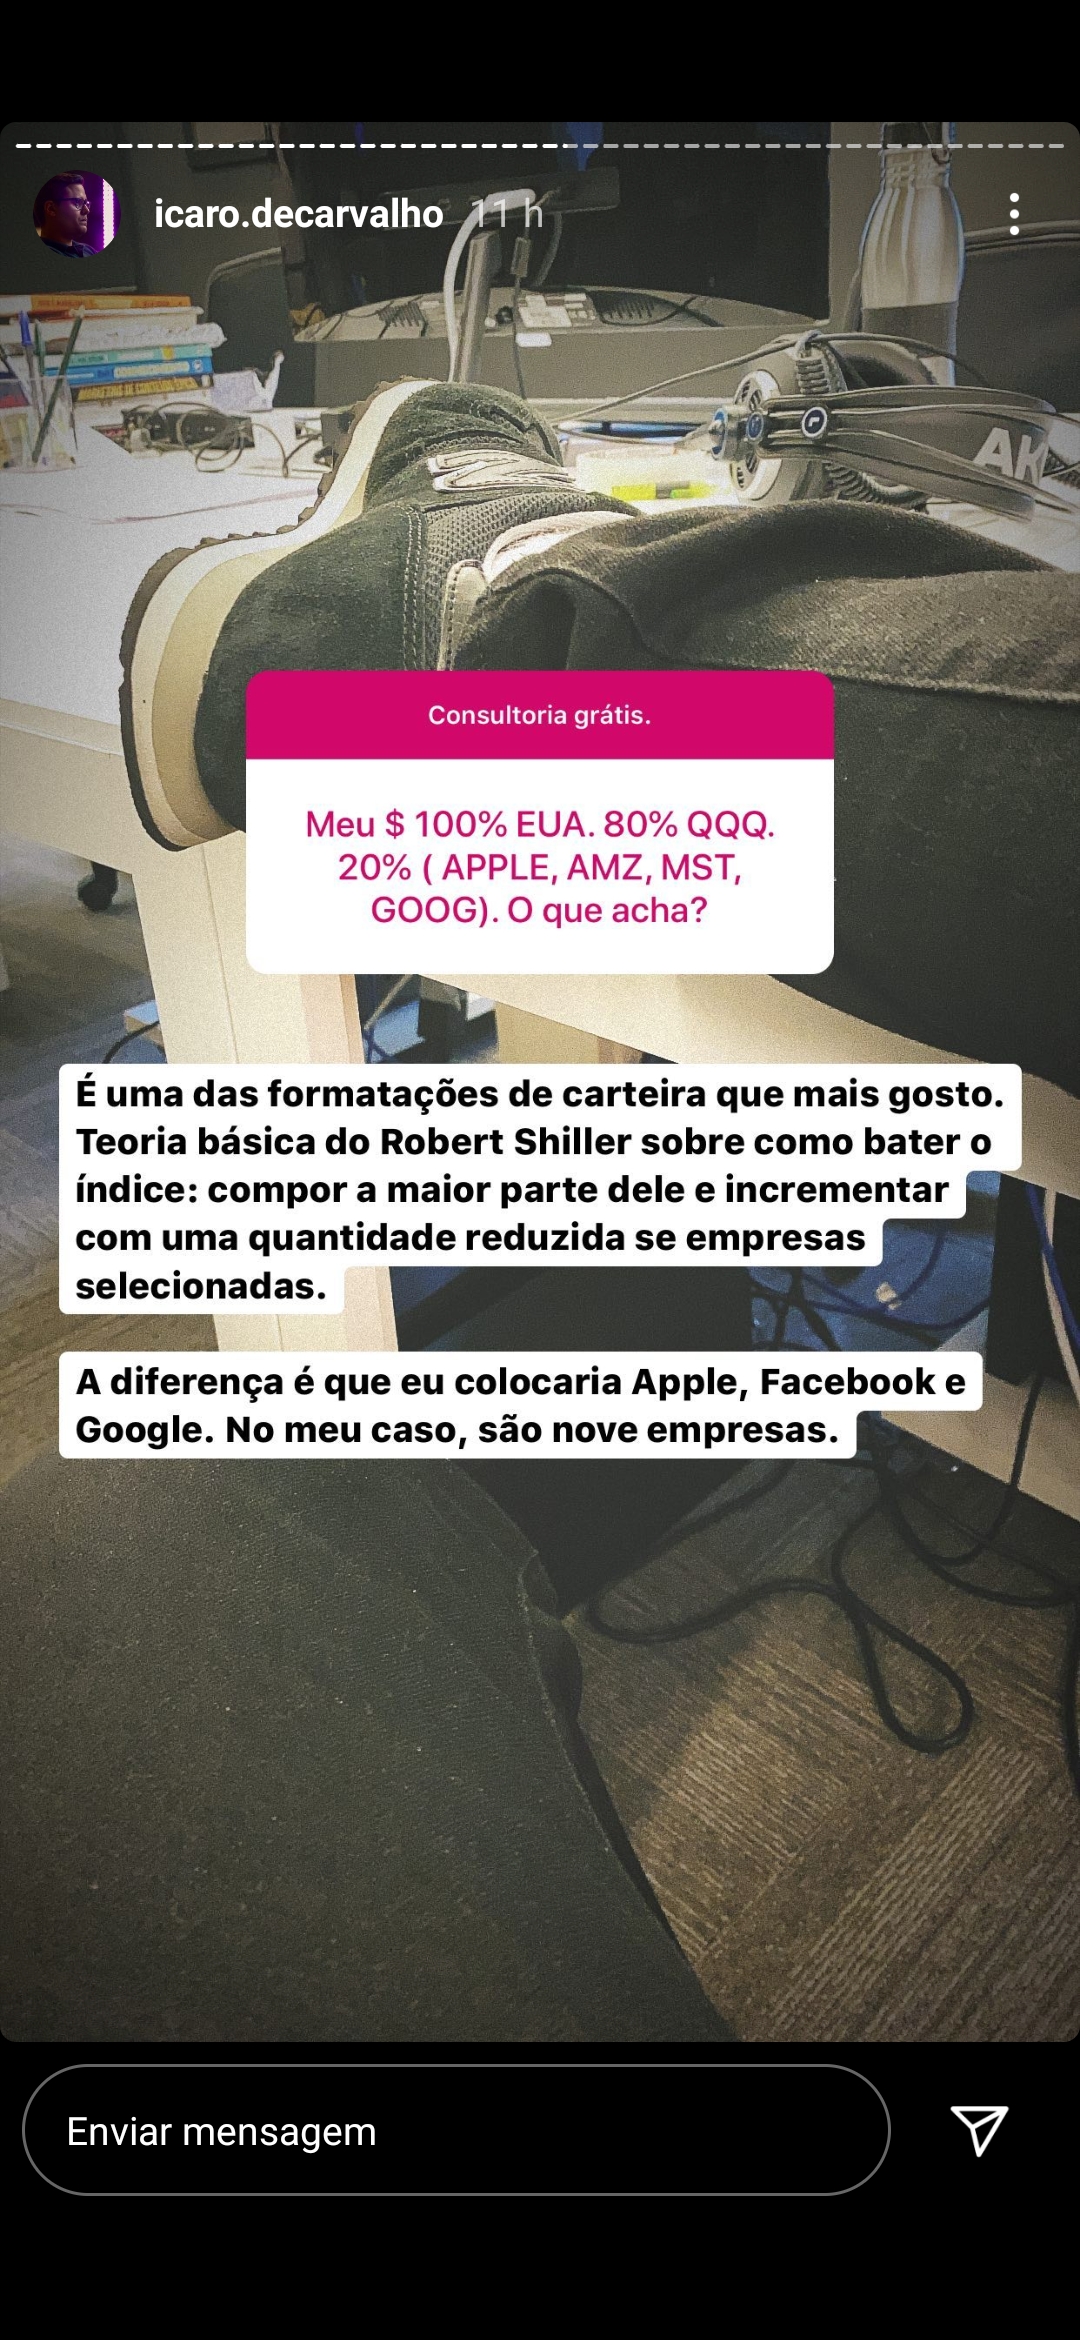 icaro.decarvalho 11 h
AK
Consultoria grátis.
Meu $ 100% EUA. 80% QQQ.
20% ( APPLE, AMZ, MST,
GOOG). O que acha?
É uma das formatações de carteira que mais gosto.
Teoria básica do Robert Shiller sobre como bater o
índice: compor a maior parte dele e incrementar
com uma quantidade reduzida se empresas
selecionadas.
A diferença é que eu colocaria Apple, Facebook e
Google. No meu caso, são nove empresas.
Enviar mensagem